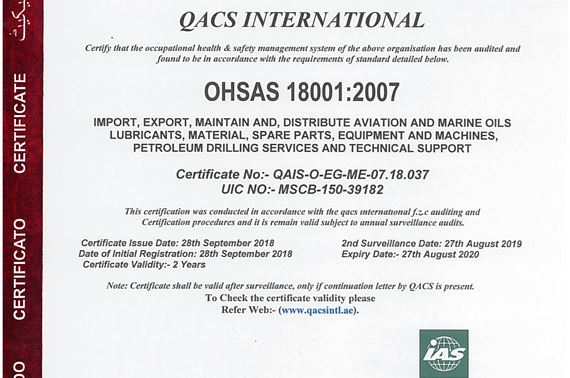 QACS INTERNATIONAL
Certify that the occupational health & safety management system of the above organisation has been audited and
found to be in accordance with the requirements of standard detailed below.
OHSAS 18001:2007
IMPORT, EXPORT, MAINTAIN AND, DISTRIBUTE AVIATION AND MARINE OILS
LUBRICANTS, MATERIAL, SPARE PARTS, EQUIPMENT AND MACHINES,
PETROLEUM DRILLING SERVICES AND TECHNICAL SUPPORT
Certificate No:- QAIS-O-EG-ME-07.18.037
UIC NO:- MSCB-150-39182
This certification was conducted in accordance with the qacs international f.z.c auditing and
Certification procedures and it is remain valid subject to annual surveillance audits.
Certificate Issue Date: 28th September 2018
2nd Surveillance Date: 27th August 2019
Date of Initial Registration: 28th September 2018
Expiry Date:- 27th August 2020
Certificate Validity:- 2 Years
Note: Certificate shall be valid after surveillance, only if continuation letter by QACS is present.
To Check the certificate validity please
Refer Web:- (www.qacsintl.ae).
IAS
CERTIFICATE
CERTIFICATO